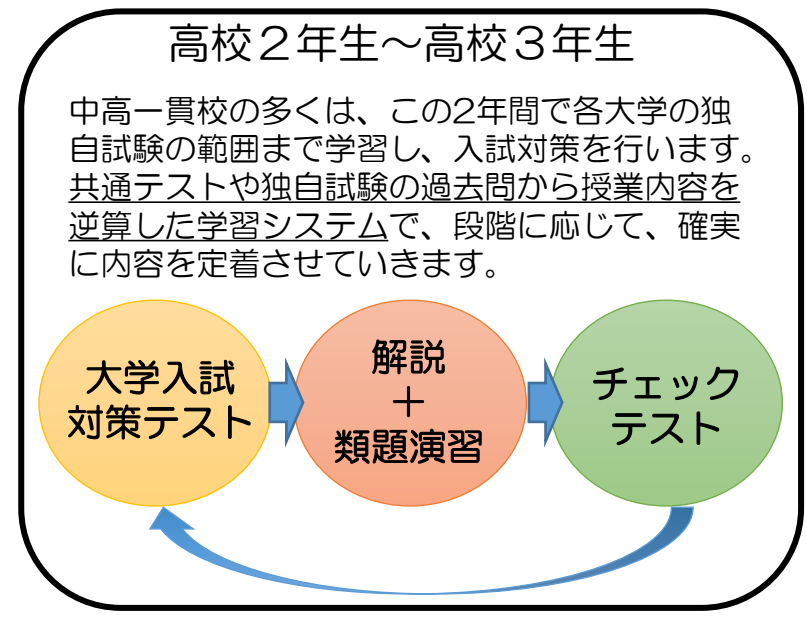 高校２年生～高校３年生
中高一貫校の多くは、この2年間で各大学の独
自試験の範囲まで学習し、入試対策を行います。
共通テストや独自試験の過去問から授業内容を
逆算した学習システムで、段階に応じて、確実
に内容を定着させていきます。
大学入試
対策テスト
解説
＋
類題演習
チェック
テスト